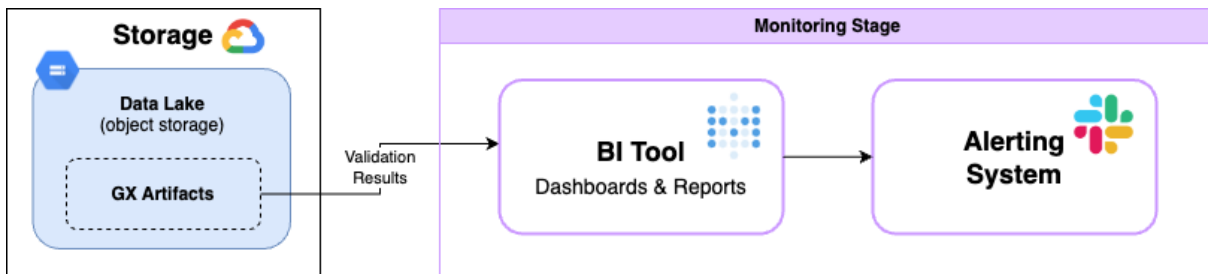 Storage
Data Lake
(object storage)
GX Artifacts
Validation
Results
Monitoring Stage
BI Tool
Dashboards & Reports
Alerting
System